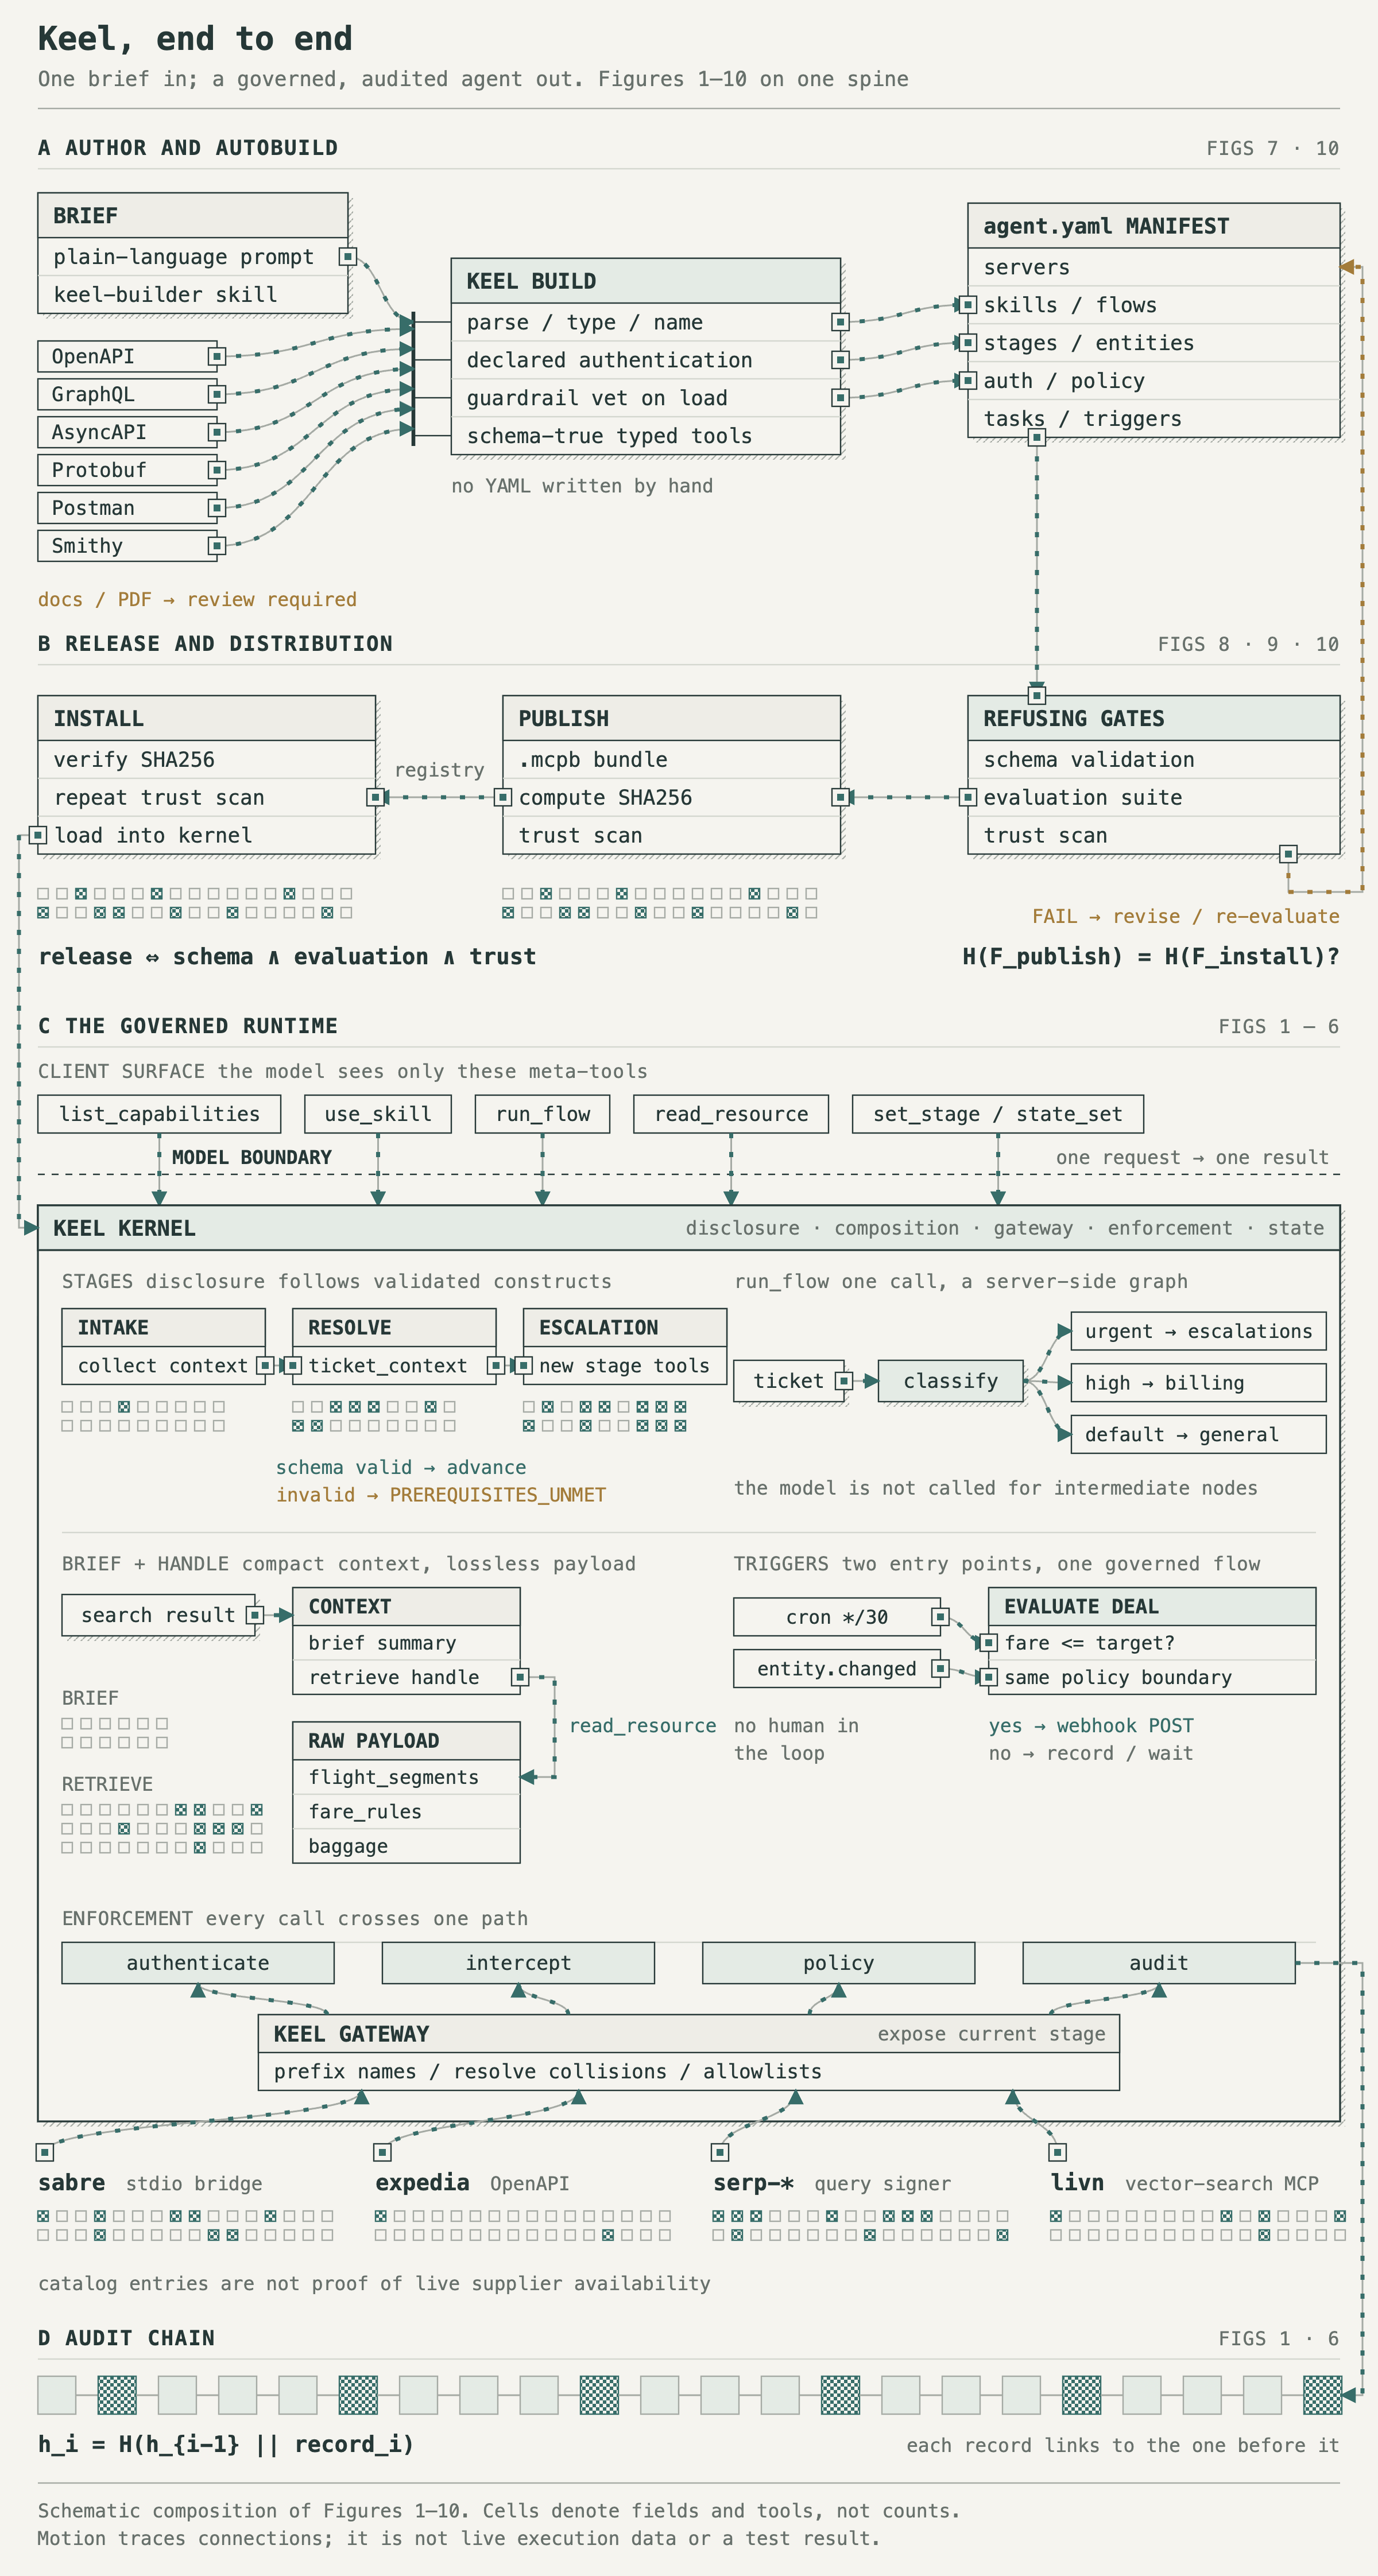 Keel, end to end
One brief in; a governed, audited agent out. Figures 1–10 on one spine
A AUTHOR AND AUTOBUILD
FIGS 7 · 10
BRIEF
plain-language prompt
keel-builder skill
OpenAPI
GraphQL
AsyncAPI
Protobuf
Postman
Smithy
docs / PDF → review required
KEEL BUILD
parse / type / name
declared authentication
guardrail vet on load
schema-true typed tools
no YAML written by hand
agent.yaml MANIFEST
servers
skills / flows
stages / entities
auth / policy
tasks / triggers
B RELEASE AND DISTRIBUTION
FIGS 8 · 9 · 10
INSTALL
verify SHA256
repeat trust scan
load into kernel
registry
PUBLISH
.mcpb bundle
compute SHA256
trust scan
REFUSING GATES
schema validation
evaluation suite
trust scan
FAIL → revise / re-evaluate
release ⇔ schema ∧ evaluation ∧ trust
H(F_publish) = H(F_install)?
C THE GOVERNED RUNTIME
FIGS 1 – 6
CLIENT SURFACE the model sees only these meta-tools
list_capabilities
use_skill
run_flow
read_resource
set_stage / state_set
MODEL BOUNDARY
one request → one result
KEEL KERNEL
disclosure · composition · gateway · enforcement · state
STAGES disclosure follows validated constructs
INTAKE
collect context
RESOLVE
ticket_context
ESCALATION
new stage tools
schema valid → advance
invalid → PREREQUISITES_UNMET
run_flow one call, a server-side graph
ticket
classify
urgent → escalations
high → billing
default → general
the model is not called for intermediate nodes
BRIEF + HANDLE compact context, lossless payload
search result
CONTEXT
brief summary
retrieve handle
BRIEF
RETRIEVE
RAW PAYLOAD
flight_segments
fare_rules
baggage
read_resource
TRIGGERS two entry points, one governed flow
cron */30
entity.changed
EVALUATE DEAL
fare <= target?
same policy boundary
no human in
the loop
yes → webhook POST
no → record / wait
ENFORCEMENT every call crosses one path
authenticate
intercept
policy
audit
KEEL GATEWAY
expose current stage
prefix names / resolve collisions / allowlists
sabre stdio bridge
expedia OpenAPI
serp-* query signer
livn vector-search MCP
catalog entries are not proof of live supplier availability
D AUDIT CHAIN
FIGS 1 · 6
h_i = H(h_{i-1} || record_i)
each record links to the one before it
Schematic composition of Figures 1–10. Cells denote fields and tools, not counts.
Motion traces connections; it is not live execution data or a test result.